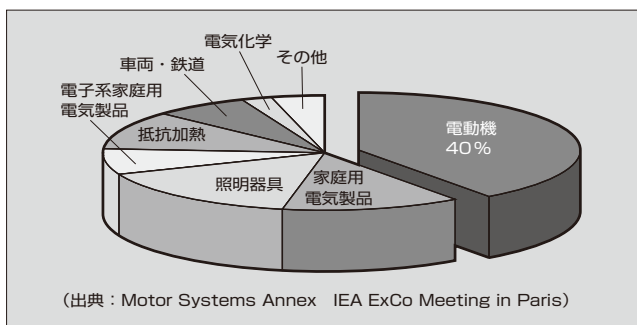 電気化学
車両・鉄道
その他
電子系家庭用
電気製品
電動機
40%
抵抗加熱
照明器具
家庭用
電気製品
（出典：Motor Systems Annex IEA ExCo Meeting in Paris）